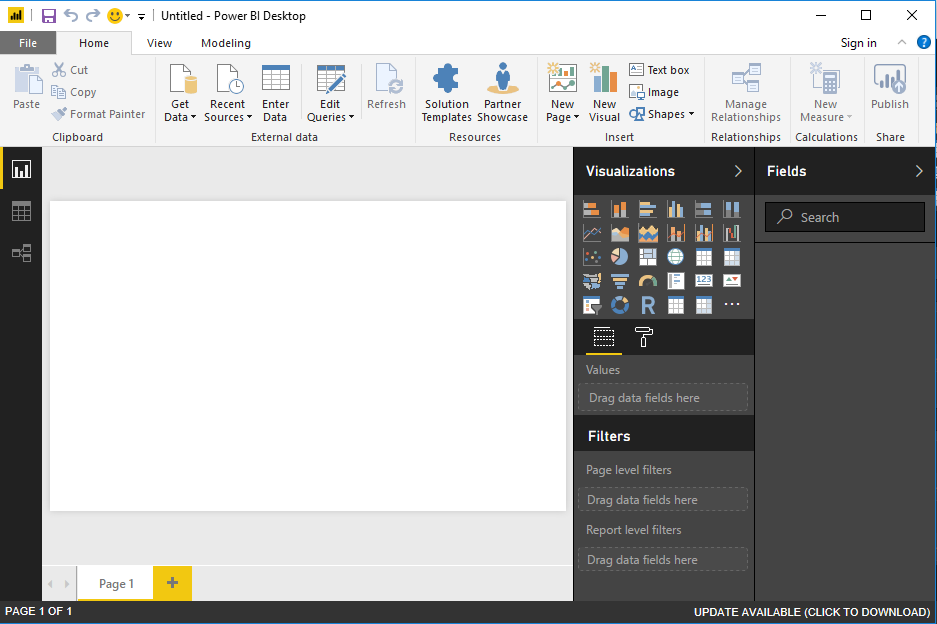 Untitled - Power BI Desktop
File Home View Modeling Sign in ?
Paste
Cut
Copy
Format Painter
Get
Data
Recent
Sources
Enter
Data
Edit
Queries
Refresh
Solution
Templates
Partner
Showcase
New
Page
New
Visual
Text box
Image
Shapes
Manage
Relationships
New
Measure
Publish
Clipboard External data Resources Insert Relationships Calculations Share
Visualizations
Fields
Search
123
R
...
Values
Drag data fields here
Filters
Page level filters
Drag data fields here
Report level filters
Drag data fields here
Page 1 +
PAGE 1 OF 1 UPDATE AVAILABLE (CLICK TO DOWNLOAD)